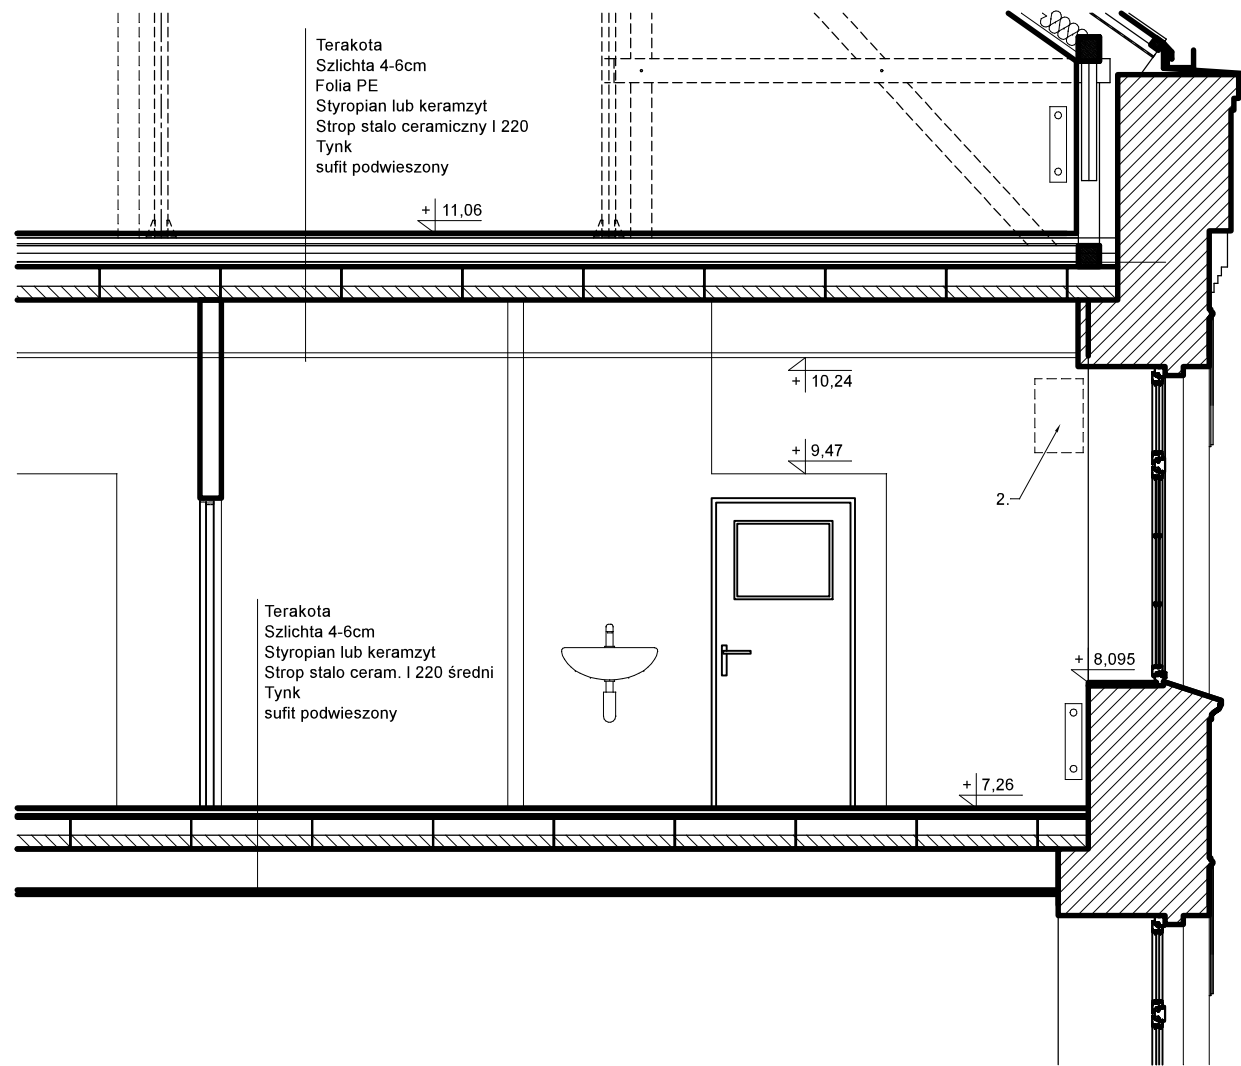 Terakota
Szlichta 4-6cm
Folia PE
Styropian lub keramzyt
Strop stalo ceramiczny I 220
Tynk
sufit podwieszony
+ 11,06
+ 10,24
+ 9,47
2.
Terakota
Szlichta 4-6cm
Styropian lub keramzyt
Strop stalo ceram. I 220 średni
Tynk
sufit podwieszony
+ 8,095
+ 7,26